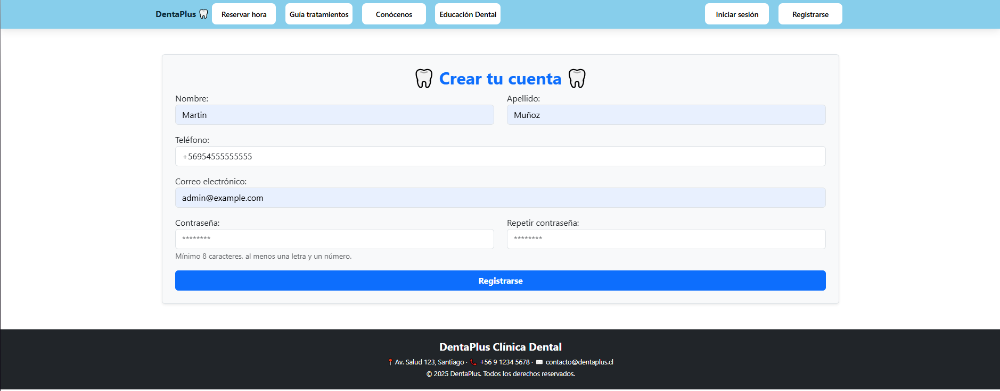 DentaPlus Reservar hora Guía tratamientos Conócenos Educación Dental Iniciar sesión Registrarse
Crear tu cuenta
Nombre: Apellido:
Martin Muñoz
Teléfono:
+56954555555555
Correo electrónico:
admin@example.com
Contraseña: Repetir contraseña:
******** ********
Mínimo 8 caracteres, al menos una letra y un número.
Registrarse
DentaPlus Clínica Dental
Av. Salud 123, Santiago · +56 9 1234 5678 · contacto@dentaplus.cl
© 2025 DentaPlus. Todos los derechos reservados.